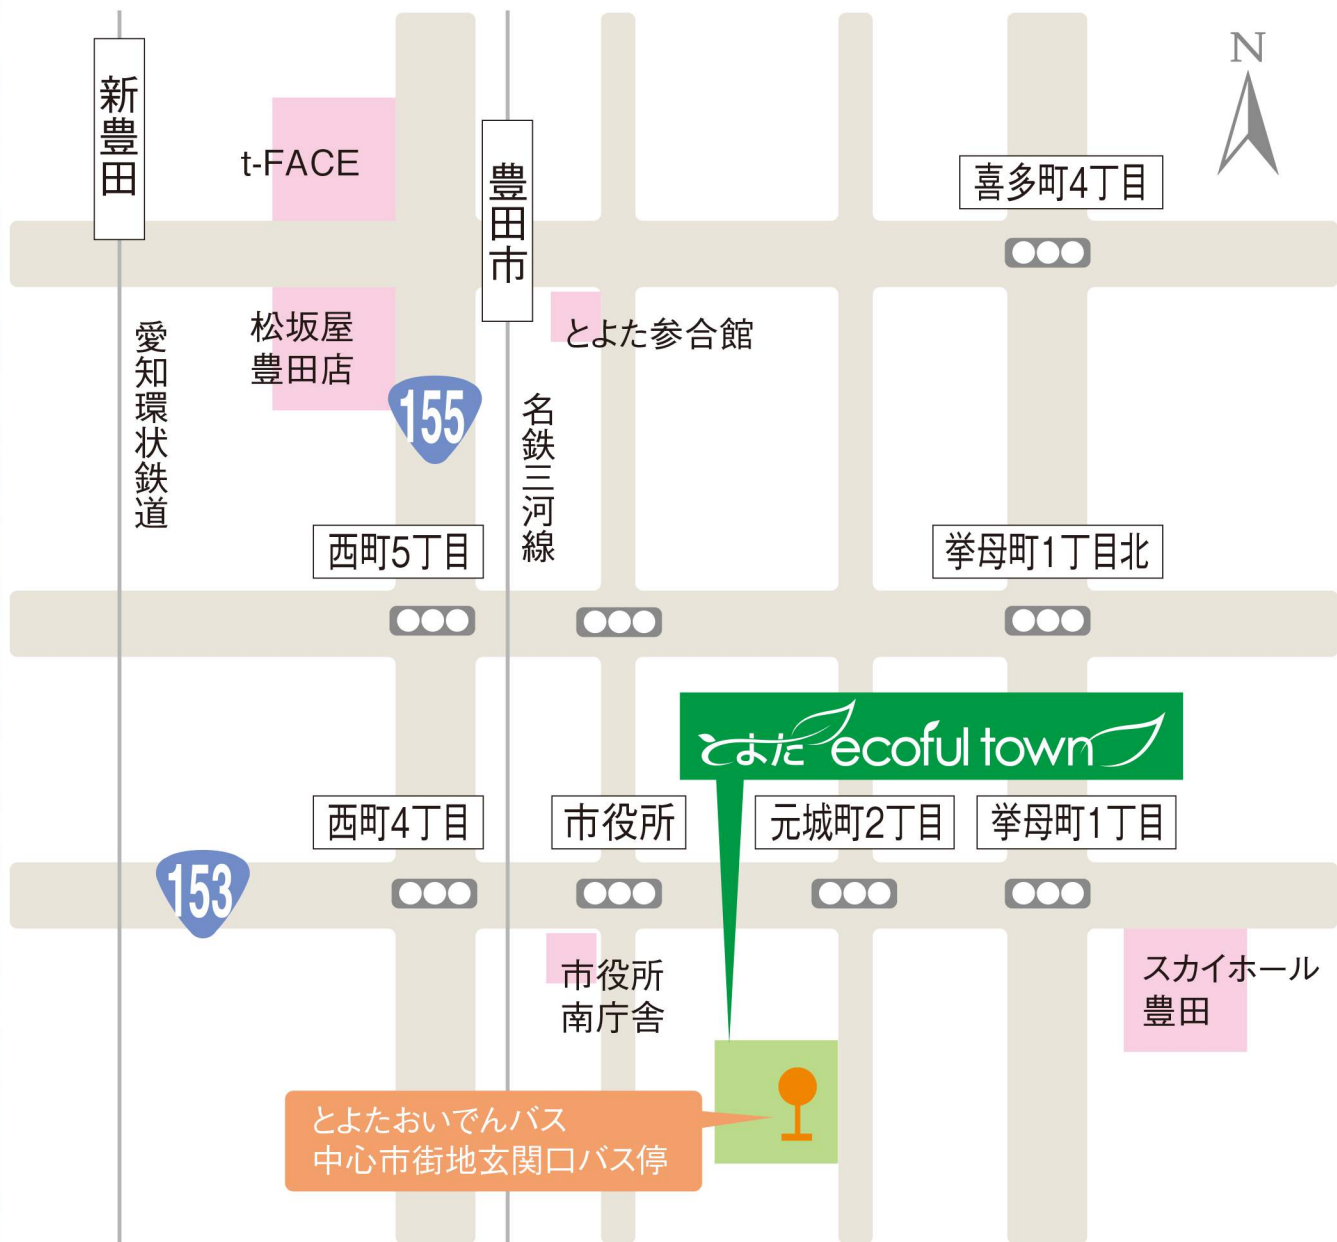 N
新豊田
t-FACE
豊田市
喜多町4丁目
松坂屋
豊田店
とよた参合館
愛知環状鉄道
155
名鉄三河線
西町5丁目
挙母町1丁目北
とよた ecoful town
西町4丁目
市役所
元城町2丁目
挙母町1丁目
153
市役所
南庁舎
スカイホール
豊田
とよたおいでんバス
中心市街地玄関口バス停